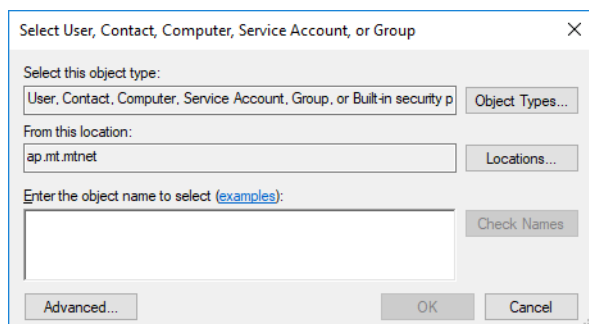 Select User, Contact, Computer, Service Account, or Group
Select this object type:
User, Contact, Computer, Service Account, Group, or Built-in security p
Object Types...
From this location:
ap.mt.mtnet
Locations...
Enter the object name to select (examples):
Check Names
Advanced...
OK
Cancel